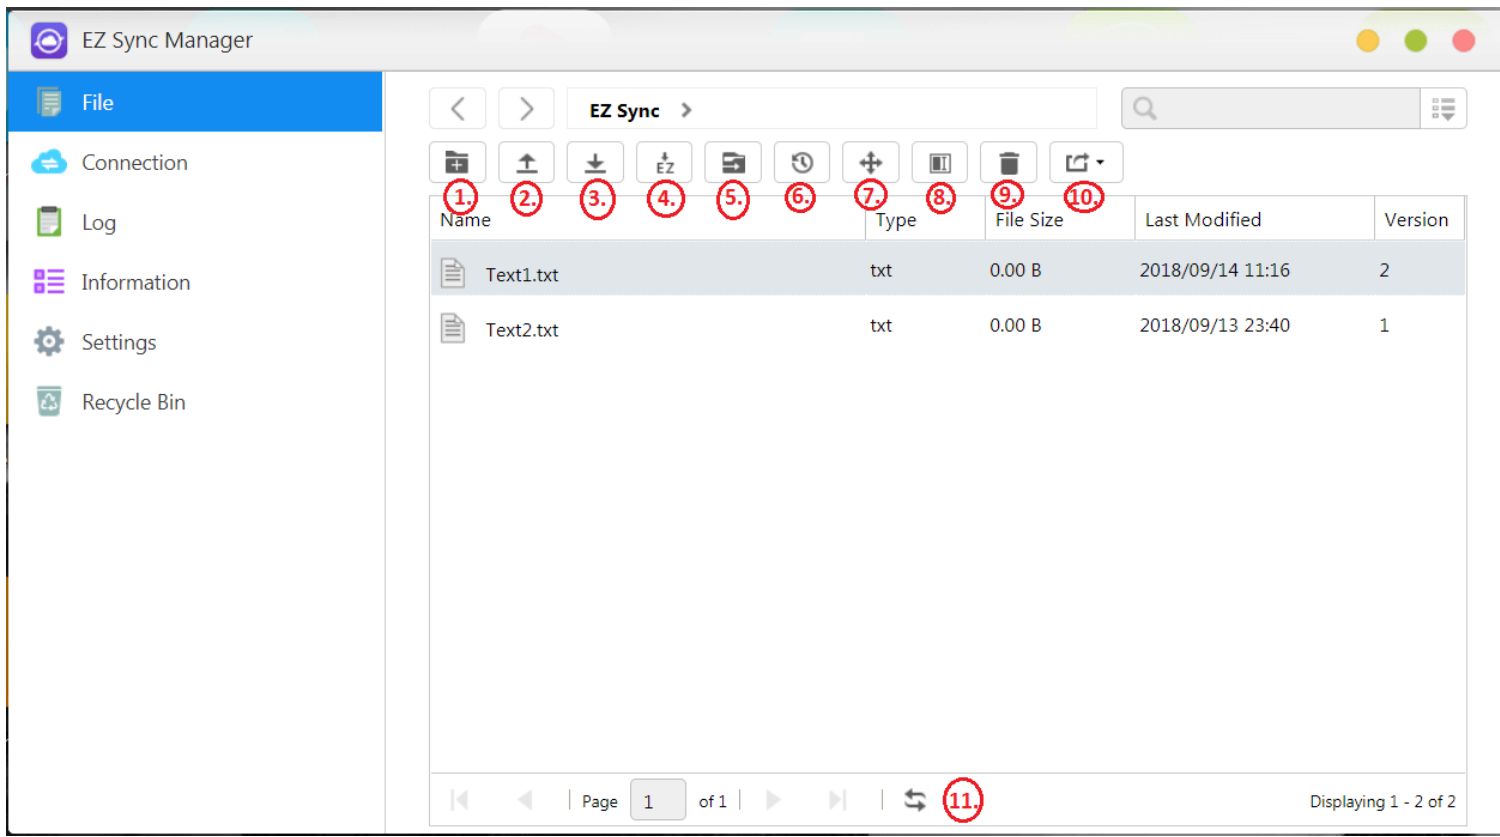 EZ Sync Manager
File
Connection
Log
Information
Settings
Recycle Bin
EZ Sync
EZ
1. 2. 3. 4. 5. 6. 7. 8. 9. 10.
Name Type File Size Last Modified Version
Text1.txt txt 0.00 B 2018/09/14 11:16 2
Text2.txt txt 0.00 B 2018/09/13 23:40 1
Page 1 of 1 11. Displaying 1 - 2 of 2